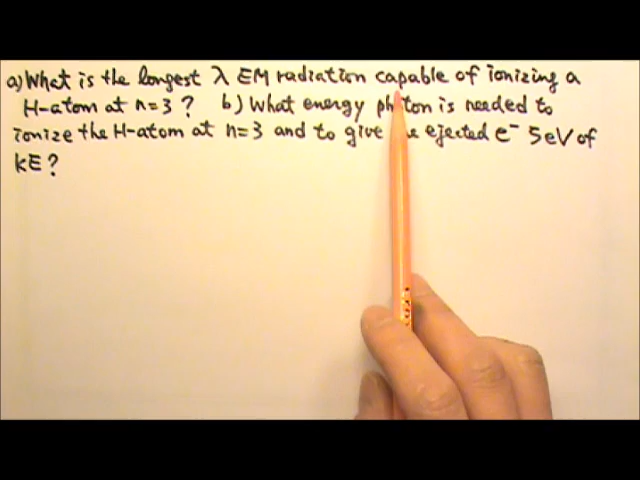 a) What is the longest λ EM radiation capable of ionizing a
H-atom at n=3? b) What energy photon is needed to
ionize the H-atom at n=3 and to give ejected e⁻ 5eV of
kE?